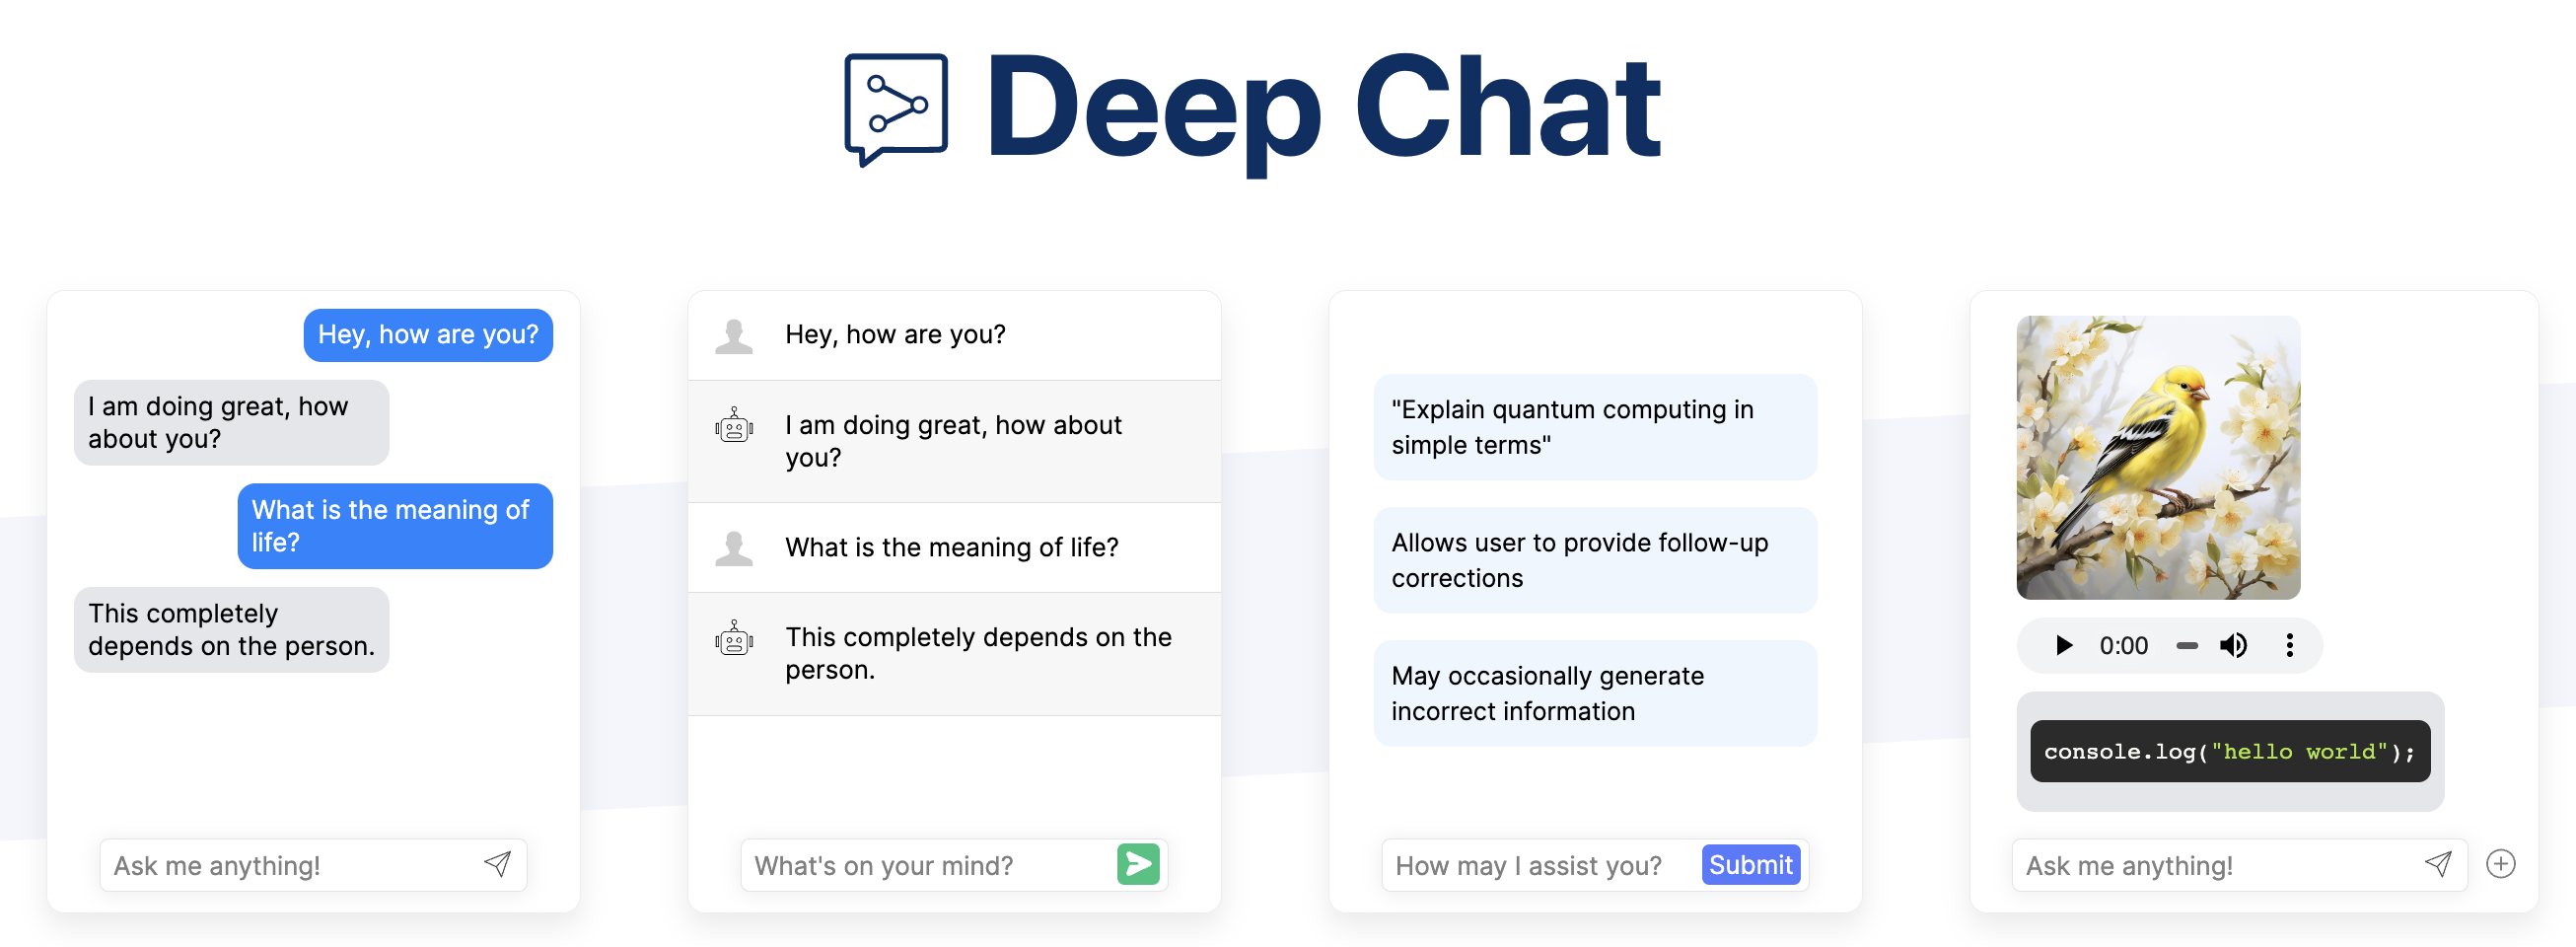 Deep Chat
Hey, how are you?
I am doing great, how
about you?
What is the meaning of
life?
This completely
depends on the person.
Ask me anything!
Hey, how are you?
I am doing great, how about
you?
What is the meaning of life?
This completely depends on the
person.
What's on your mind?
"Explain quantum computing in
simple terms"
Allows user to provide follow-up
corrections
May occasionally generate
incorrect information
How may I assist you?
Submit
0:00
console.log("hello world");
Ask me anything!